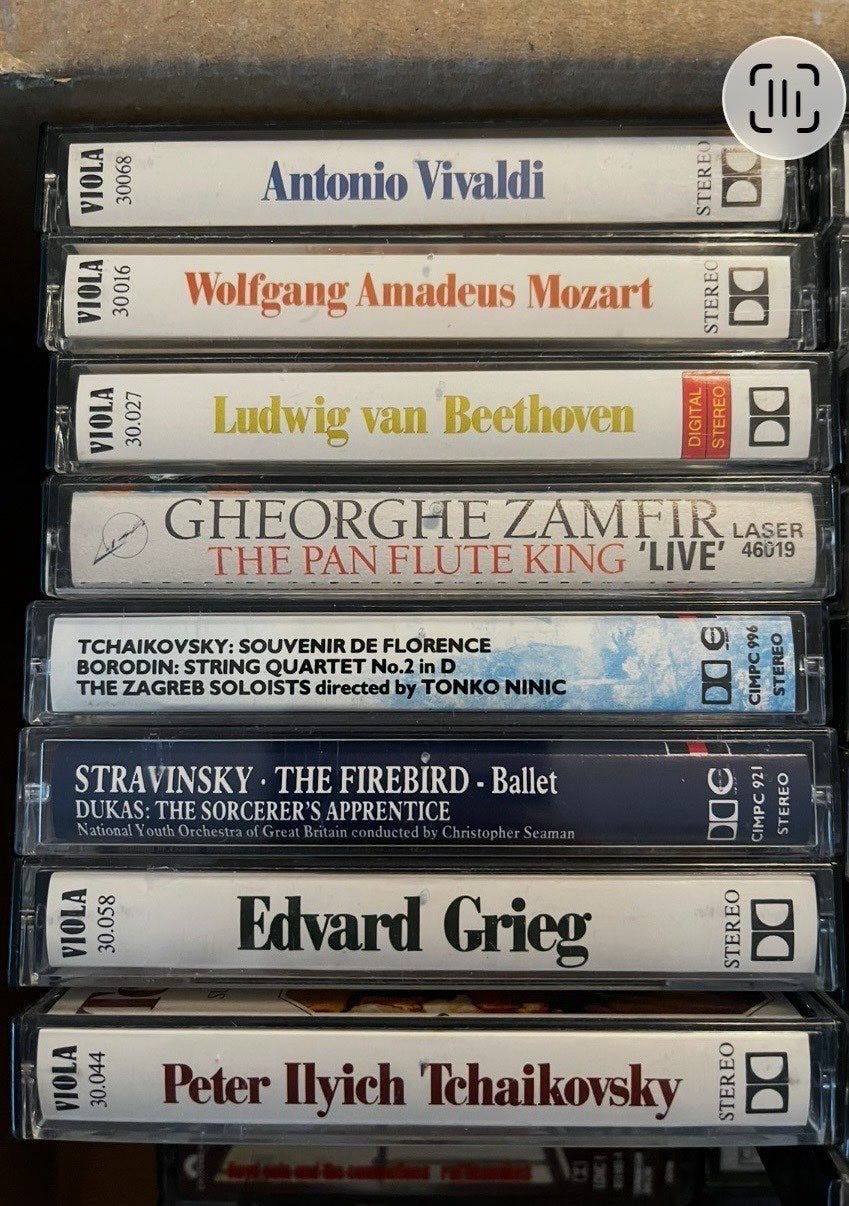 VIOLA
30068
Antonio Vivaldi
STEREO
VIOLA
30016
Wolfgang Amadeus Mozart
STEREO
VIOLA
30.027
Ludwig van Beethoven
DIGITAL
STEREO
GHEORGHE ZAMFIR
THE PAN FLUTE KING 'LIVE'
LASER
46019
TCHAIKOVSKY: SOUVENIR DE FLORENCE
BORODIN: STRING QUARTET No.2 in D
THE ZAGREB SOLOISTS directed by TONKO NINIC
CIMPC 996
STEREO
STRAVINSKY · THE FIREBIRD - Ballet
DUKAS: THE SORCERER'S APPRENTICE
National Youth Orchestra of Great Britain conducted by Christopher Seaman
CIMPC 921
STEREO
VIOLA
30.058
Edvard Grieg
STEREO
VIOLA
30.044
Peter Ilyich Tchaikovsky
STEREO